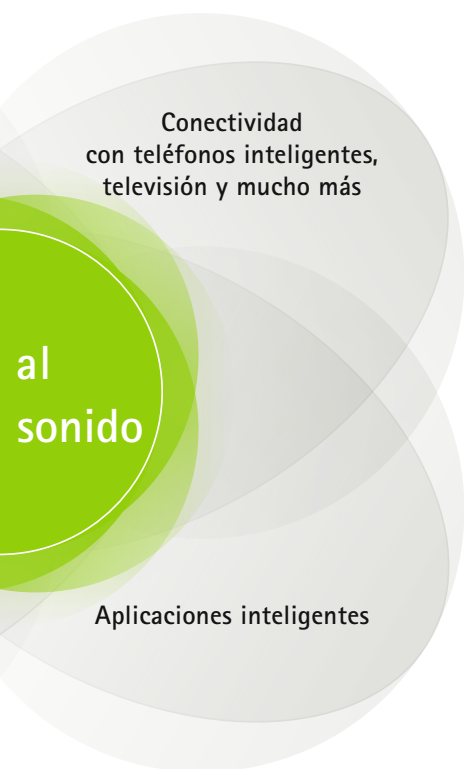 Conectividad
con teléfonos inteligentes,
televisión y mucho más
al
sonido
Aplicaciones inteligentes